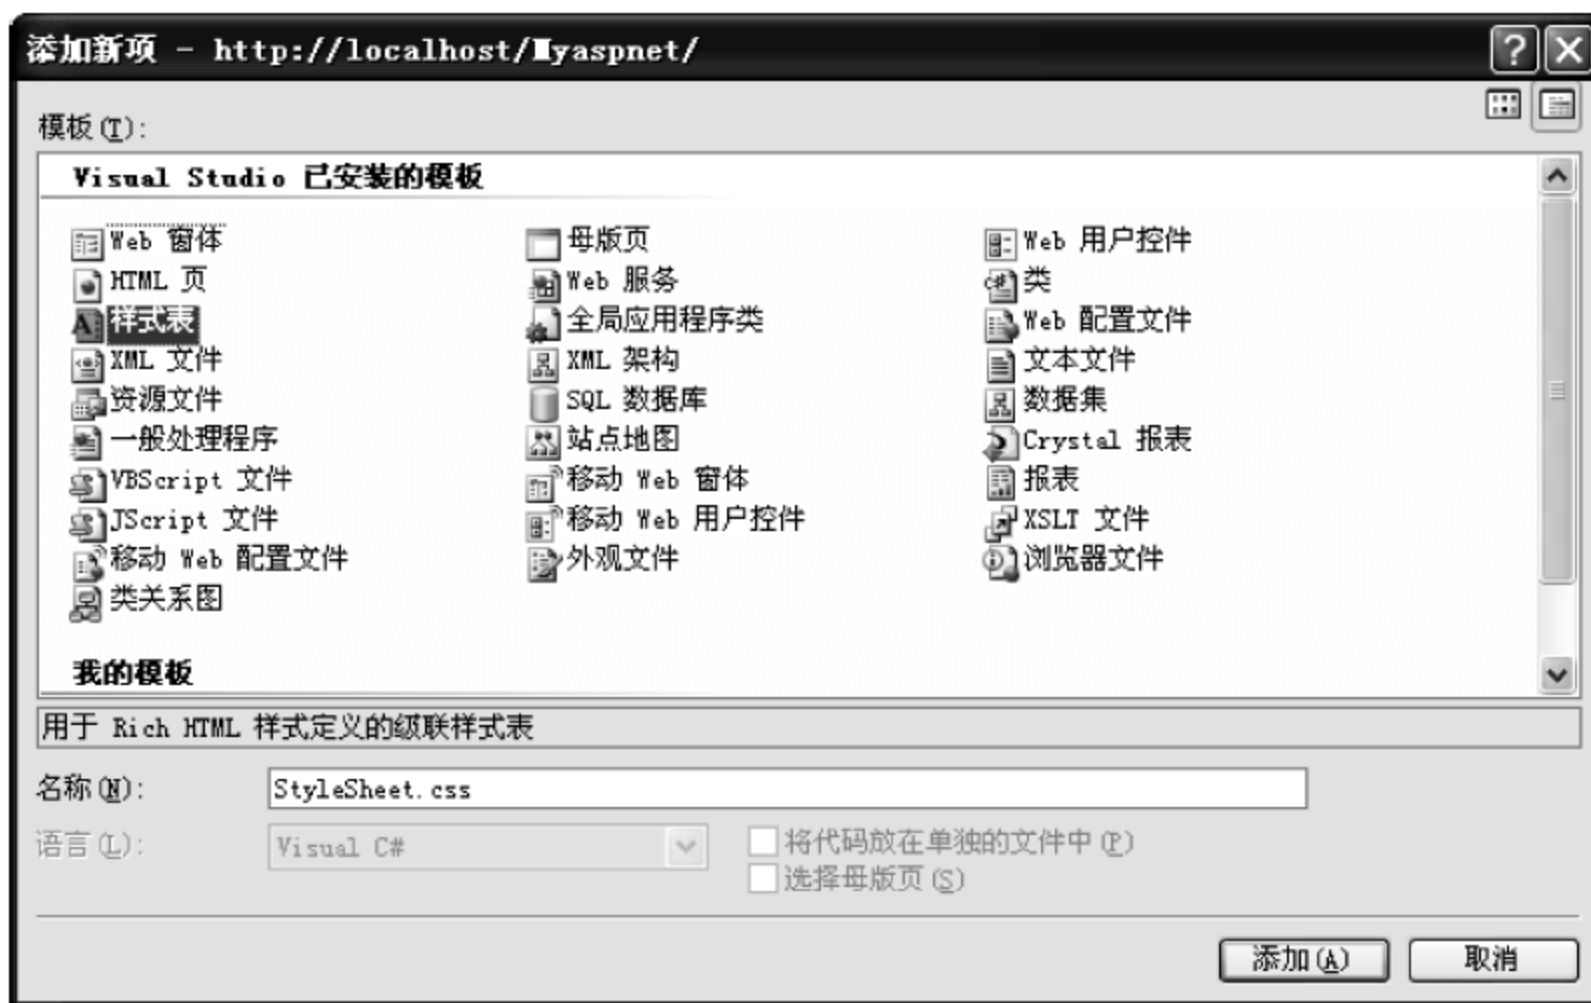 添加新项 - http://localhost/Myaspnet/
模板(T):
Visual Studio 已安装的模板
Web 窗体 母版页 Web 用户控件
HTML 页 Web 服务 类
样式表 全局应用程序类 Web 配置文件
XML 文件 XML 架构 文本文件
资源文件 SQL 数据库 数据集
一般处理程序 站点地图 Crystal 报表
VBScript 文件 移动 Web 窗体 报表
JScript 文件 移动 Web 用户控件 XSLT 文件
移动 Web 配置文件 外观文件 浏览器文件
类关系图
我的模板
用于 Rich HTML 样式定义的级联样式表
名称(N): StyleSheet.css
语言(L): Visual C# 将代码放在单独的文件中(P)
选择母版页(S)
添加(A) 取消